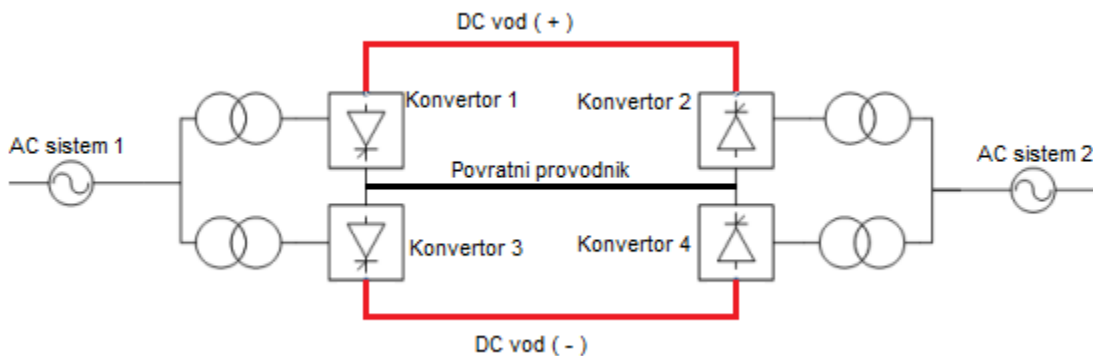 DC vod ( + )
Konvertor 1
Konvertor 2
AC sistem 1
AC sistem 2
Povratni provodnik
Konvertor 3
Konvertor 4
DC vod ( - )